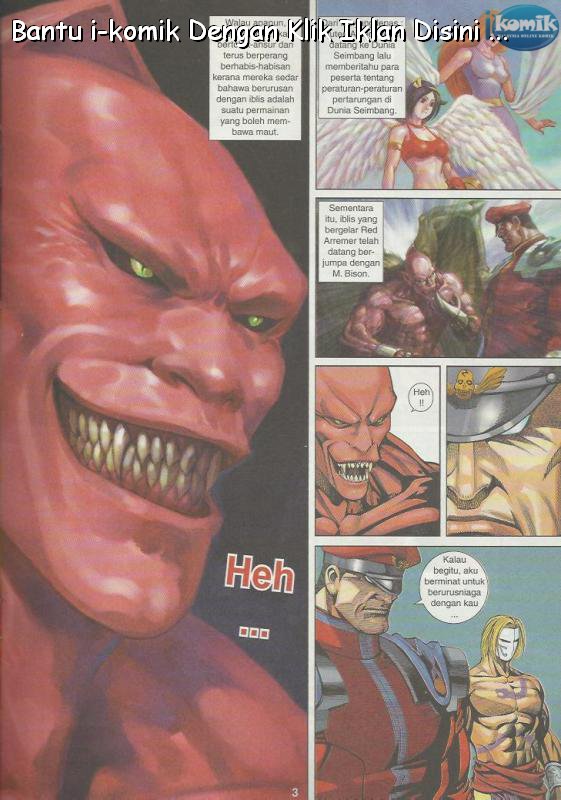 Bantu i-komik Dengan Klik Iklan Disini ...
ikomik
Walau apapun,
dan
terus berperang
berhabis-habisan
kerana mereka sedar
bahawa berurusan
dengan iblis adalah
suatu permainan
yang boleh mem-
bawa maut.
datang ke Dunia
Seimbang lalu
memberitahu para
peserta tentang
peraturan-peraturan
pertarungan di
Dunia Seimbang.
Sementara
itu, iblis yang
bergelar Red
Arremer telah
datang ber-
jumpa dengan
M. Bison.
Heh
!!
Heh
...
Kalau
begitu, aku
berminat untuk
berurusniaga
dengan kau
...
3